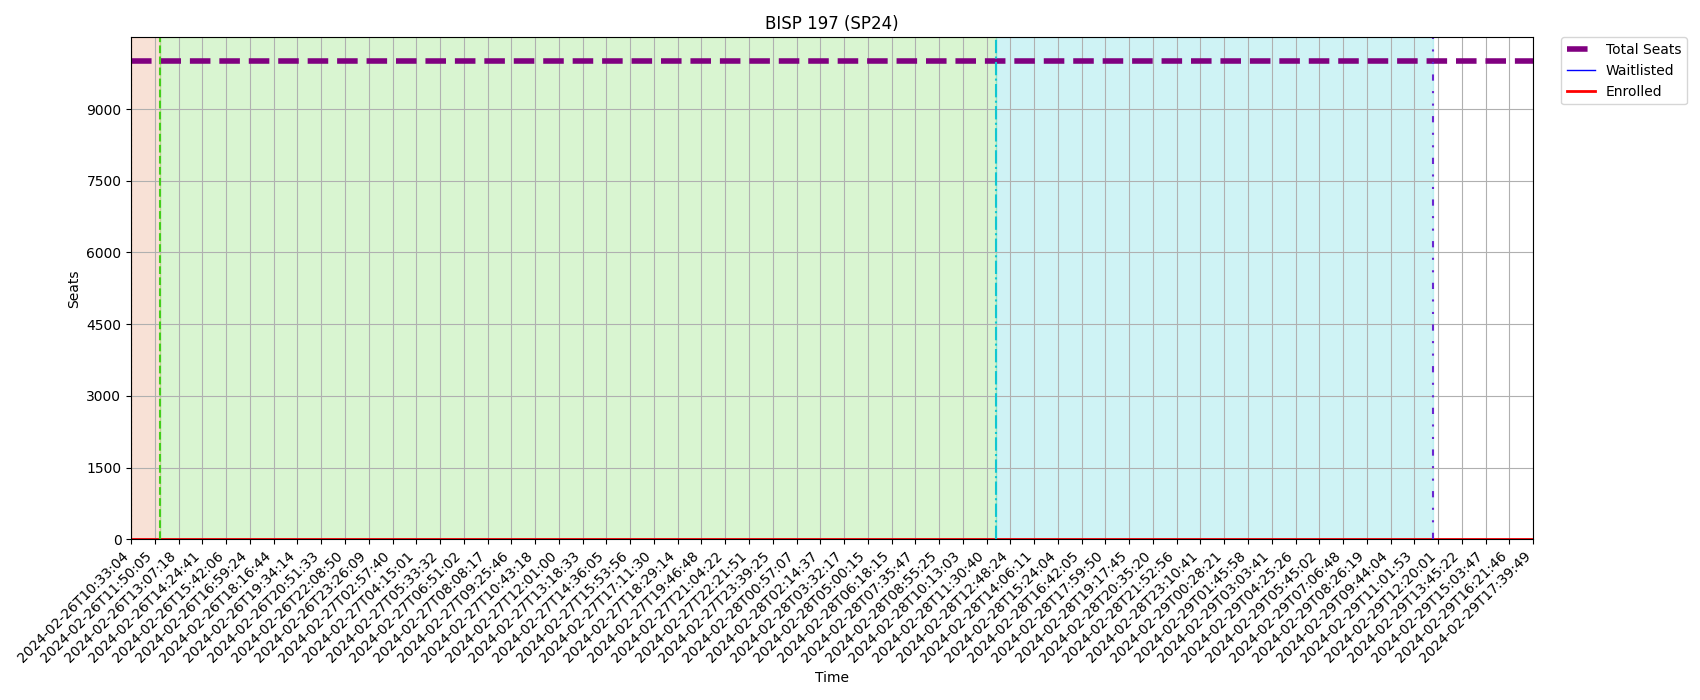 BISP 197 (SP24)
Total Seats
Waitlisted
Enrolled
Seats
9000
7500
6000
4500
3000
1500
0
2024-02-26T10:33:04
2024-02-26T11:50:05
2024-02-26T13:07:18
2024-02-26T14:24:41
2024-02-26T15:42:06
2024-02-26T16:59:24
2024-02-26T18:16:44
2024-02-26T19:34:14
2024-02-26T20:51:33
2024-02-26T22:08:50
2024-02-26T23:26:09
2024-02-27T02:57:40
2024-02-27T04:15:01
2024-02-27T05:33:32
2024-02-27T06:51:02
2024-02-27T08:08:17
2024-02-27T09:25:46
2024-02-27T10:43:18
2024-02-27T12:01:00
2024-02-27T13:18:33
2024-02-27T14:36:05
2024-02-27T15:53:56
2024-02-27T17:11:30
2024-02-27T18:29:14
2024-02-27T19:46:48
2024-02-27T21:04:22
2024-02-27T22:21:51
2024-02-27T23:39:25
2024-02-28T00:57:07
2024-02-28T02:14:37
2024-02-28T03:32:17
2024-02-28T05:00:15
2024-02-28T06:18:15
2024-02-28T07:35:47
2024-02-28T08:55:25
2024-02-28T10:13:03
2024-02-28T11:30:40
2024-02-28T12:48:24
2024-02-28T14:06:11
2024-02-28T15:24:04
2024-02-28T16:42:05
2024-02-28T17:59:50
2024-02-28T19:17:45
2024-02-28T20:35:20
2024-02-28T21:52:56
2024-02-28T23:10:41
2024-02-29T00:28:21
2024-02-29T01:45:58
2024-02-29T03:03:41
2024-02-29T04:25:26
2024-02-29T05:45:02
2024-02-29T07:06:48
2024-02-29T08:26:19
2024-02-29T09:44:04
2024-02-29T11:01:53
2024-02-29T12:20:01
2024-02-29T13:45:22
2024-02-29T15:03:47
2024-02-29T16:21:46
2024-02-29T17:39:49
Time